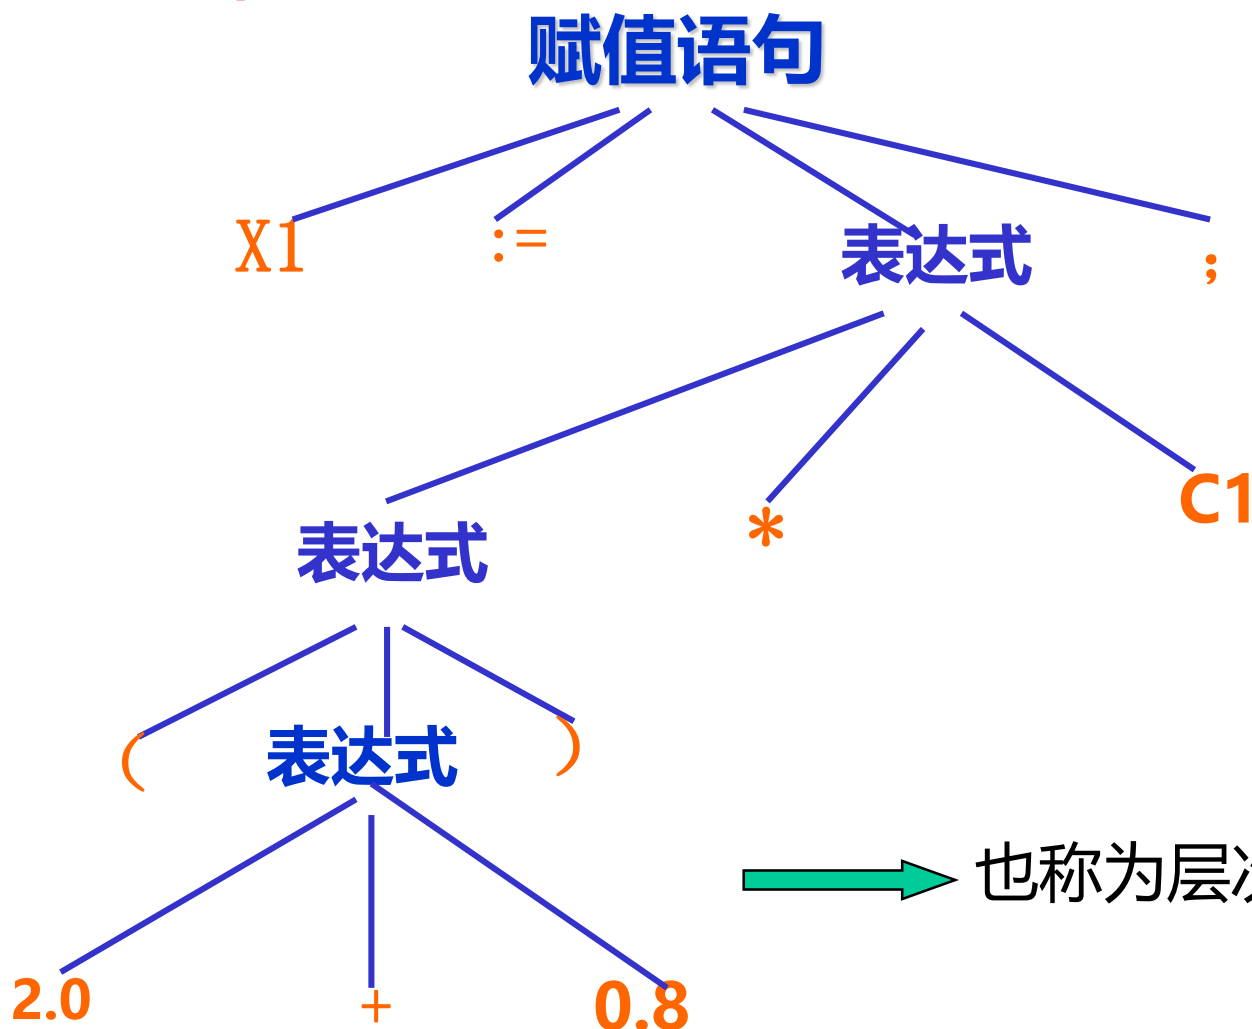 赋值语句
X1 := 表达式 ;
表达式 * C1
( 表达式 )
也称为层
2.0 + 0.8